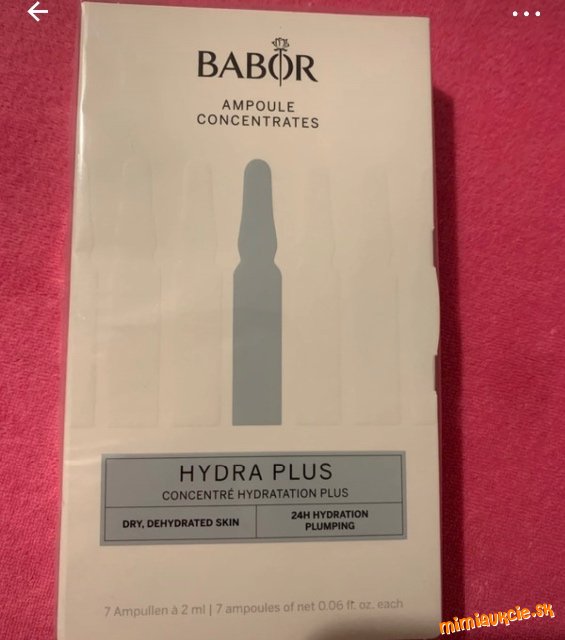 BABOR
AMPOULE
CONCENTRATES
HYDRA PLUS
CONCENTRÉ HYDRATATION PLUS
DRY, DEHYDRATED SKIN
24H HYDRATION
PLUMPING
7 Ampullen à 2 ml | 7 ampoules of net 0.06 fl. oz. each
mimiaukcie.sk